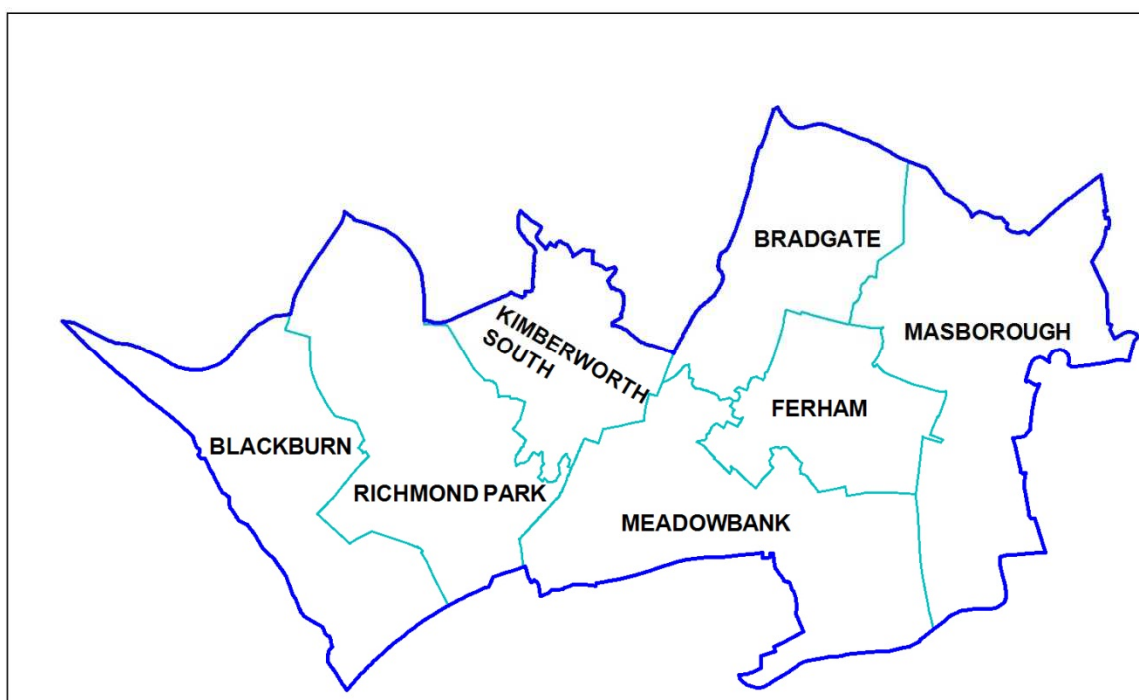 BRADGATE
KIMBERWORTH
SOUTH
MASBOROUGH
FERHAM
BLACKBURN
RICHMOND PARK
MEADOWBANK